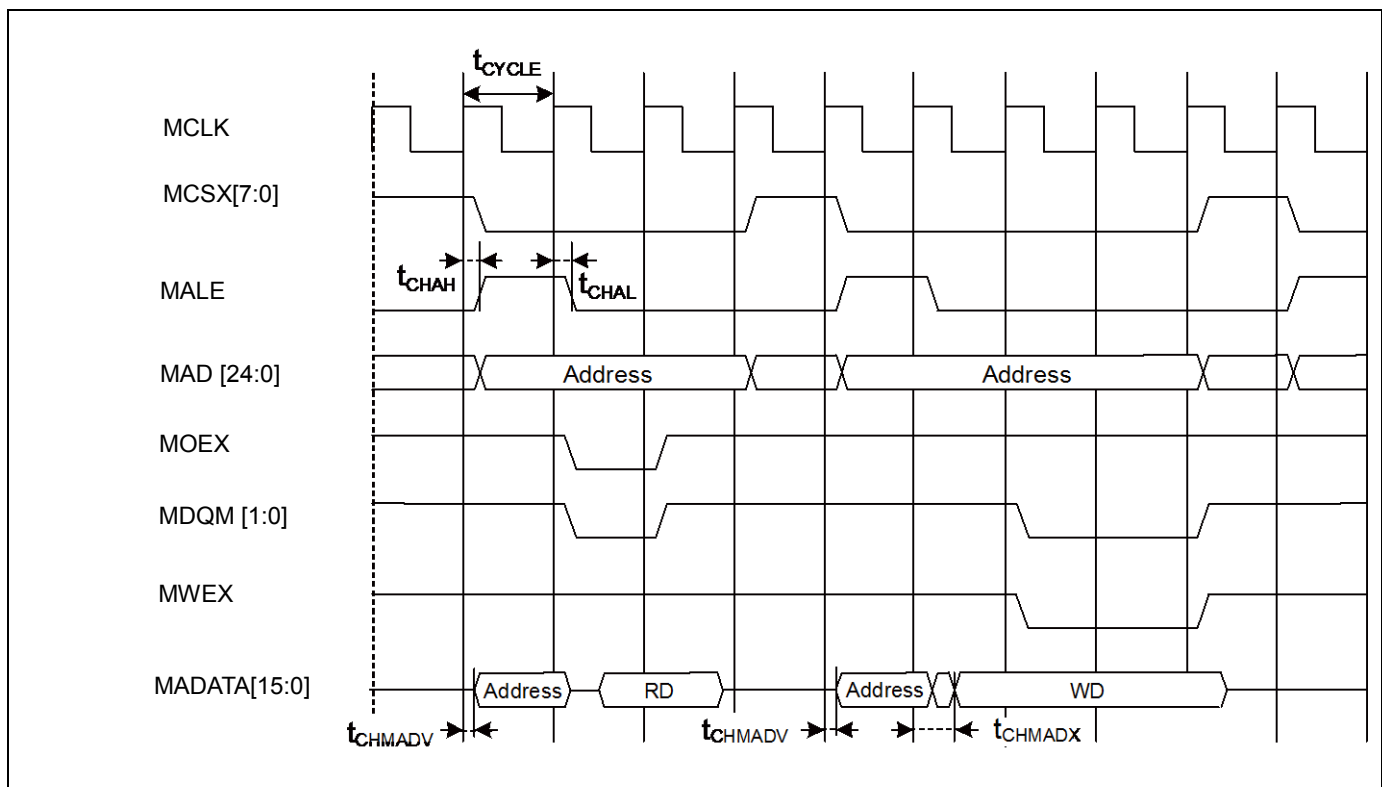 tCYCLE
MCLK
MCSX[7:0]
tCHAH
tCHAL
MALE
MAD [24:0] Address Address
MOEX
MDQM [1:0]
MWEX
MADATA[15:0] Address RD Address WD
tCHMADV tCHMADV tCHMADX